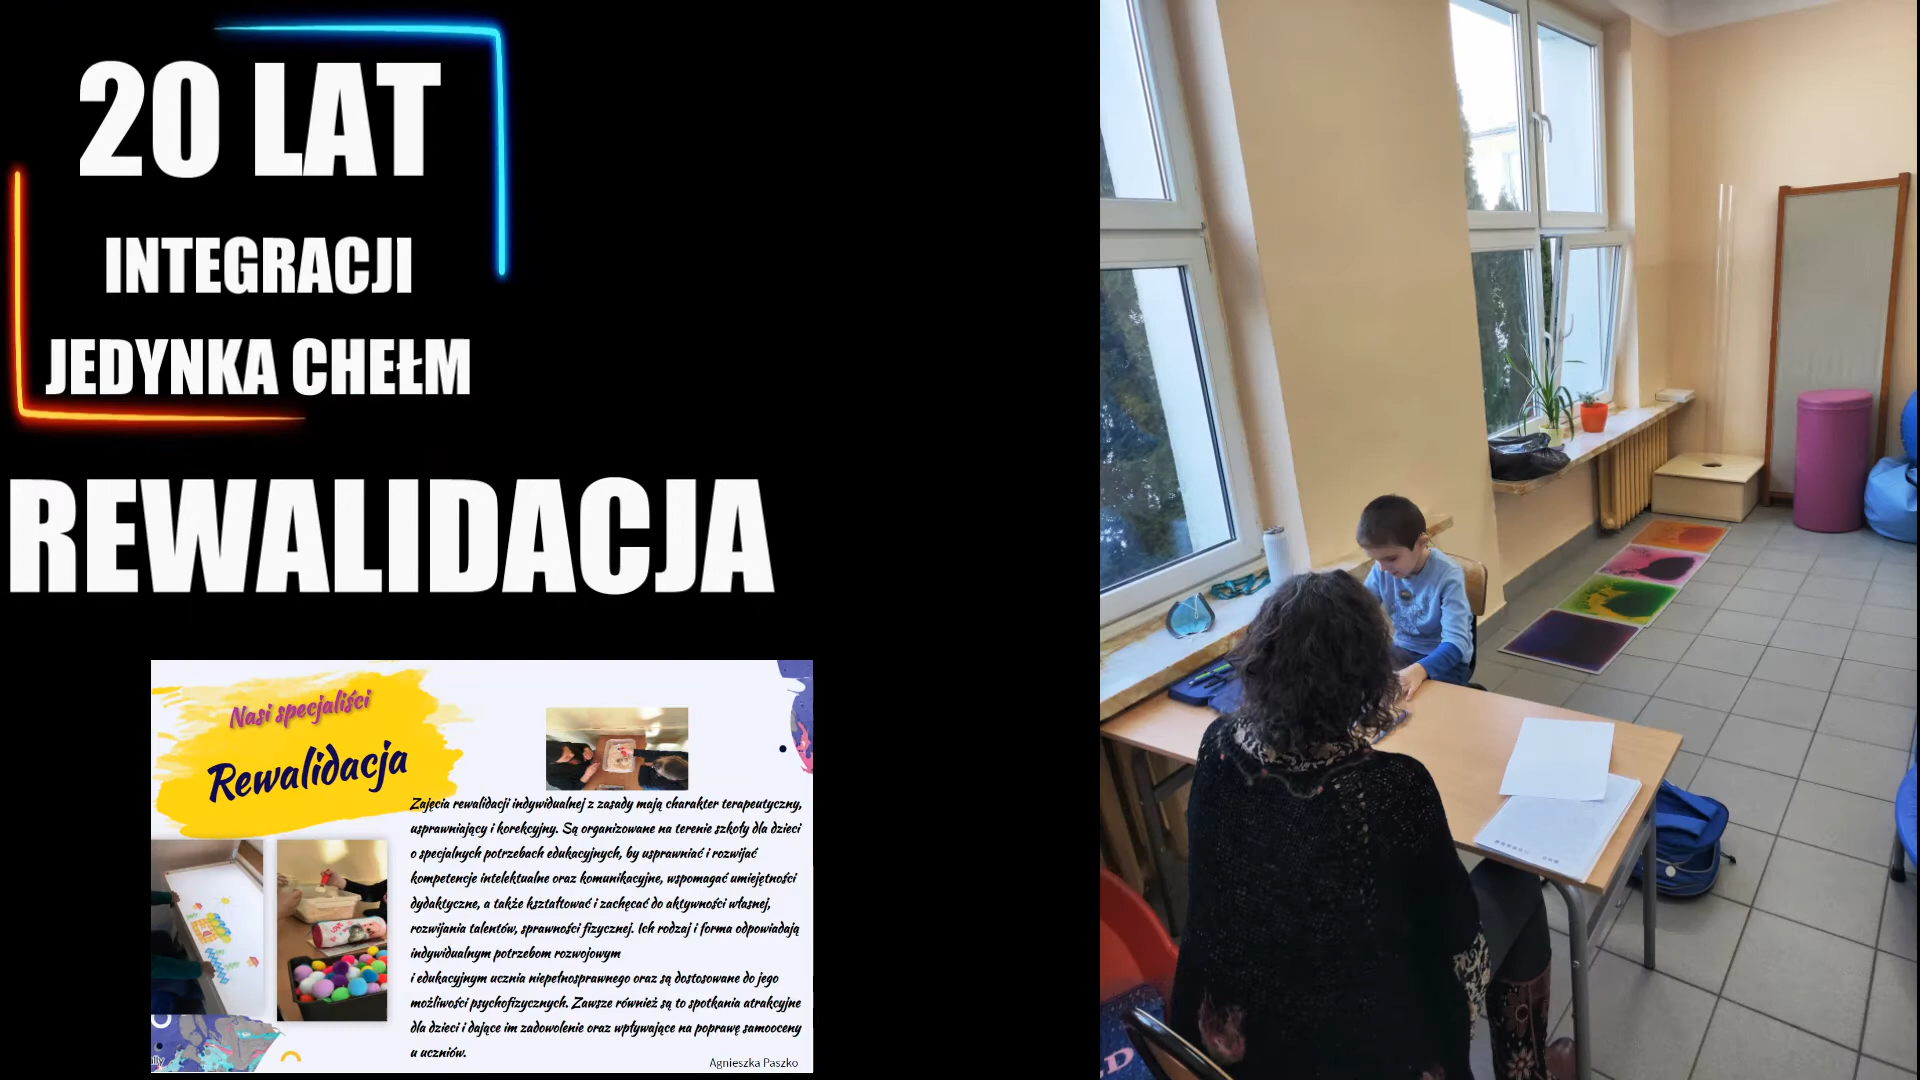 20 LAT
INTEGRACJI
JEDYNKA CHEŁM
REWALIDACJA
Nasi specjaliści
Rewalidacja
Zajęcia rewalidacji indywidualnej z zasady mają charakter terapeutyczny,
usprawniający i korekcyjny. Są organizowane na terenie szkoły dla dzieci
o specjalnych potrzebach edukacyjnych, by usprawniać i rozwijać
kompetencje intelektualne oraz komunikacyjne, wspomagać umiejętności
dydaktyczne, a także kształtować i zachęcać do aktywności własnej,
rozwijania talentów, sprawności fizycznej. Ich rodzaj i forma odpowiadają
indywidualnym potrzebom rozwojowym
i edukacyjnym ucznia niepełnosprawnego oraz są dostosowane do jego
możliwości psychofizycznych. Zawsze również są to spotkania atrakcyjne
dla dzieci i dające im zadowolenie oraz wpływające na poprawę samooceny
u uczniów.
Agnieszka Paszko